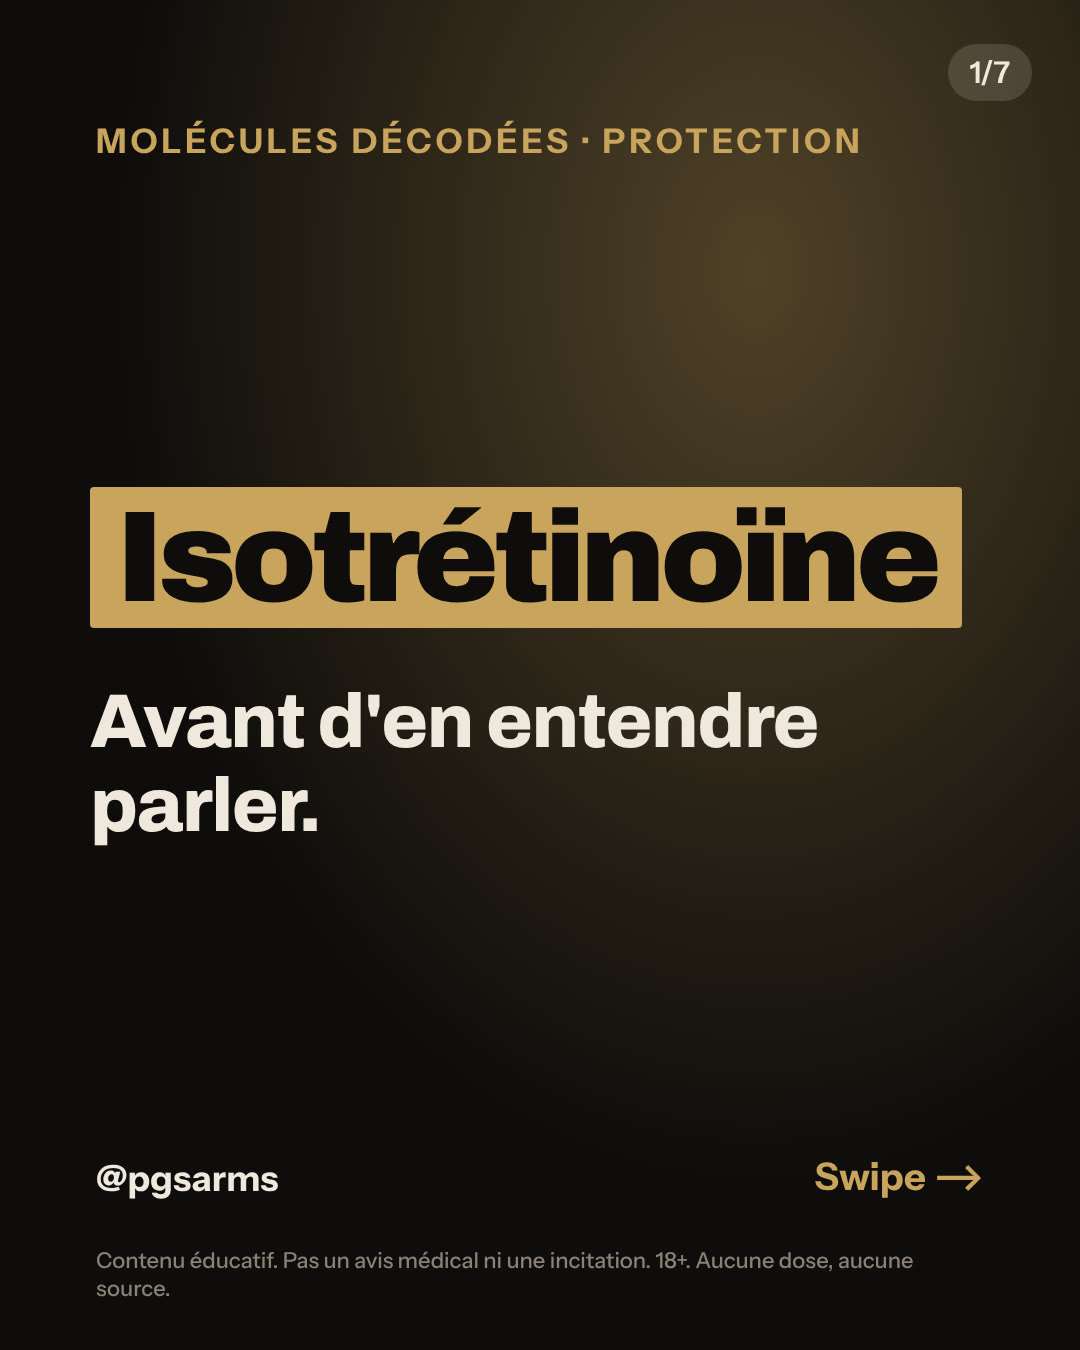 1/7
MOLÉCULES DÉCODÉES · PROTECTION
Isotrétinoïne
Avant d'en entendre
parler.
@pgsarms
Swipe →
Contenu éducatif. Pas un avis médical ni une incitation. 18+. Aucune dose, aucune
source.